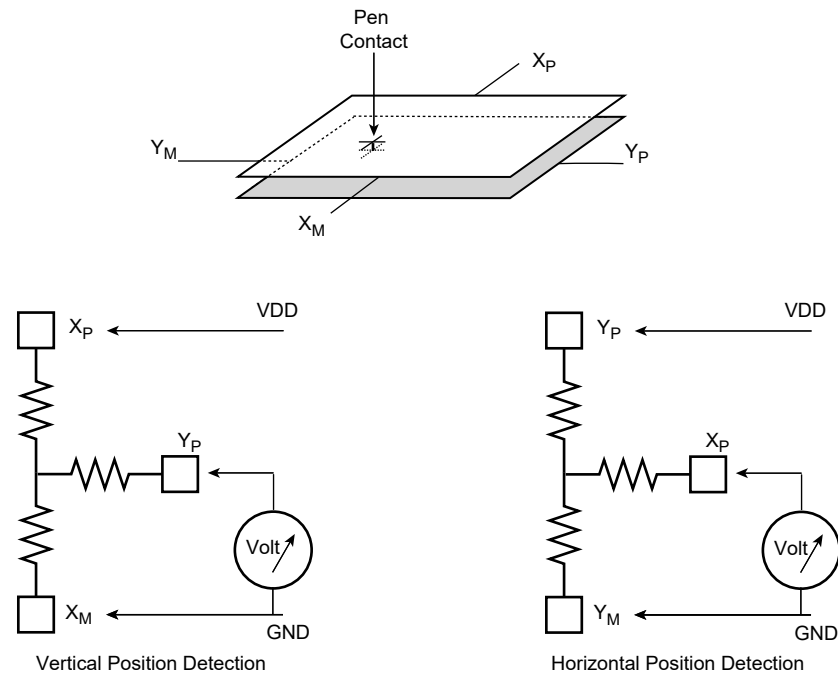 Pen
Contact
X_P
Y_M
Y_P
X_M
VDD
X_P
Y_P
Volt
X_M
GND
Vertical Position Detection
VDD
Y_P
X_P
Volt
Y_M
GND
Horizontal Position Detection